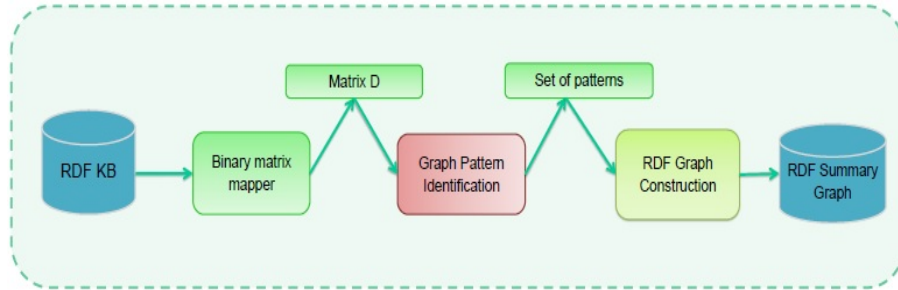 RDF KB
Binary matrix
mapper
Matrix D
Graph Pattern
Identification
Set of patterns
RDF Graph
Construction
RDF Summary
Graph